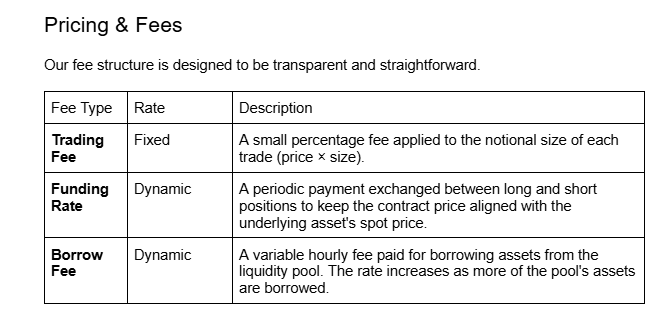 Pricing & Fees
Our fee structure is designed to be transparent and straightforward.
Fee Type Rate Description
Trading Fixed A small percentage fee applied to the notional size of each
Fee trade (price × size).
Funding Dynamic A periodic payment exchanged between long and short
Rate positions to keep the contract price aligned with the
underlying asset's spot price.
Borrow Dynamic A variable hourly fee paid for borrowing assets from the
Fee liquidity pool. The rate increases as more of the pool's assets
are borrowed.